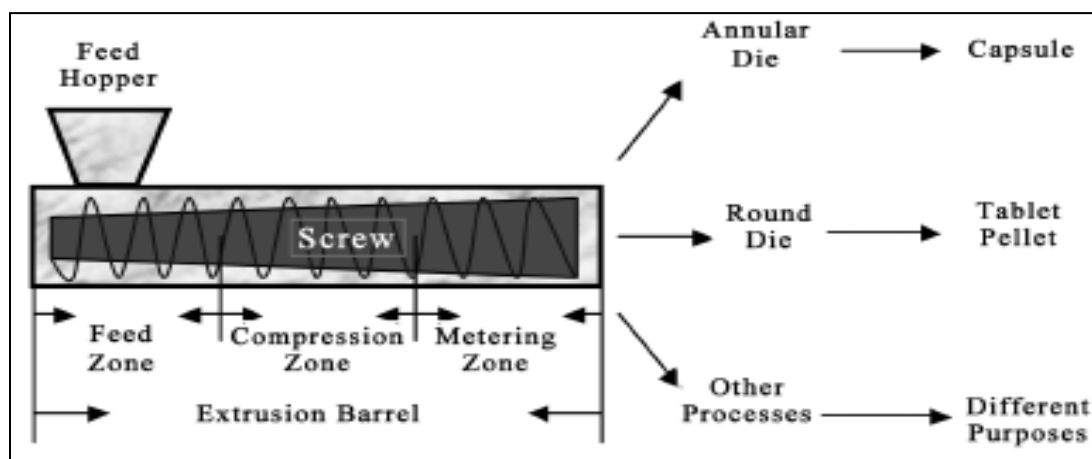 Feed
Hopper
Annular
Die
Capsule
Screw
Round
Die
Tablet
Pellet
Feed
Zone
Compression
Zone
Metering
Zone
Extrusion Barrel
Other
Processes
Different
Purposes